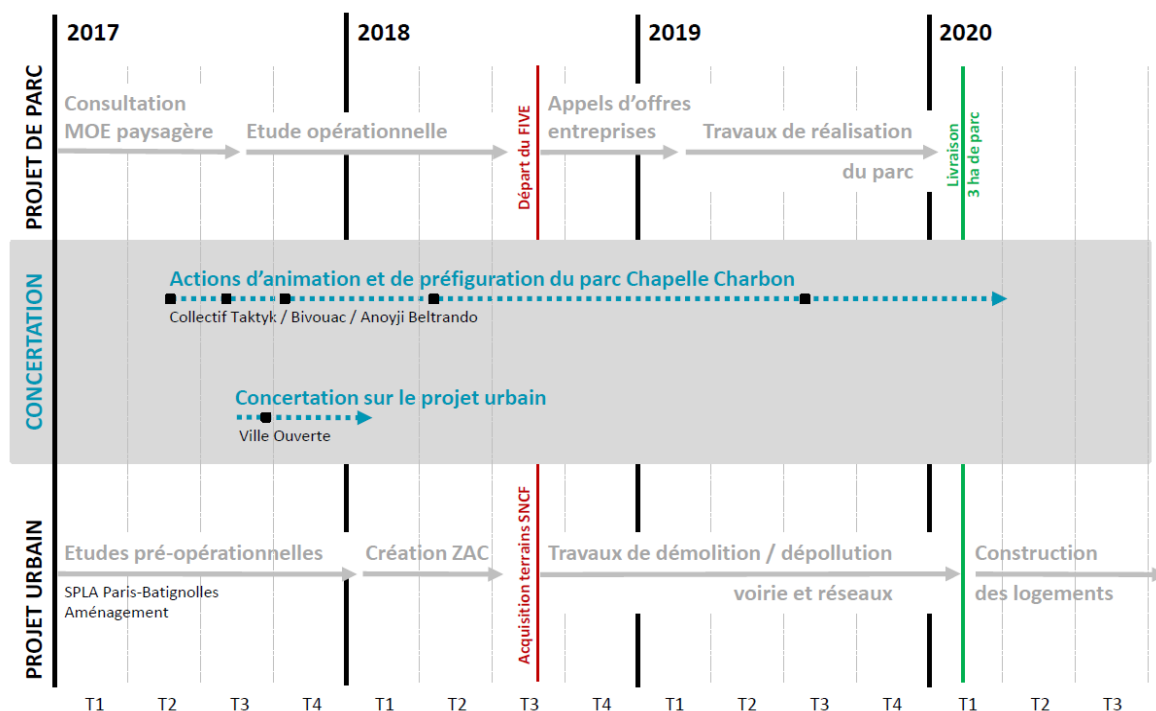 2017
2018
2019
2020
PROJET DE PARC
Consultation
MOE paysagère
Etude opérationnelle
Départ du FIVE
Appels d’offres
entreprises
Travaux de réalisation
du parc
Livraison
3 ha de parc
CONCERTATION
Actions d’animation et de préfiguration du parc Chapelle Charbon
Collectif Taktyk / Bivouac / Anoyji Beltrando
Concertation sur le projet urbain
Ville Ouverte
PROJET URBAIN
Etudes pré-opérationnelles
SPLA Paris-Batignolles
Aménagement
Création ZAC
Acquisition terrains SNCF
Travaux de démolition / dépollution
voirie et réseaux
Construction
des logements
T1 T2 T3 T4 T1 T2 T3 T4 T1 T2 T3 T4 T1 T2 T3